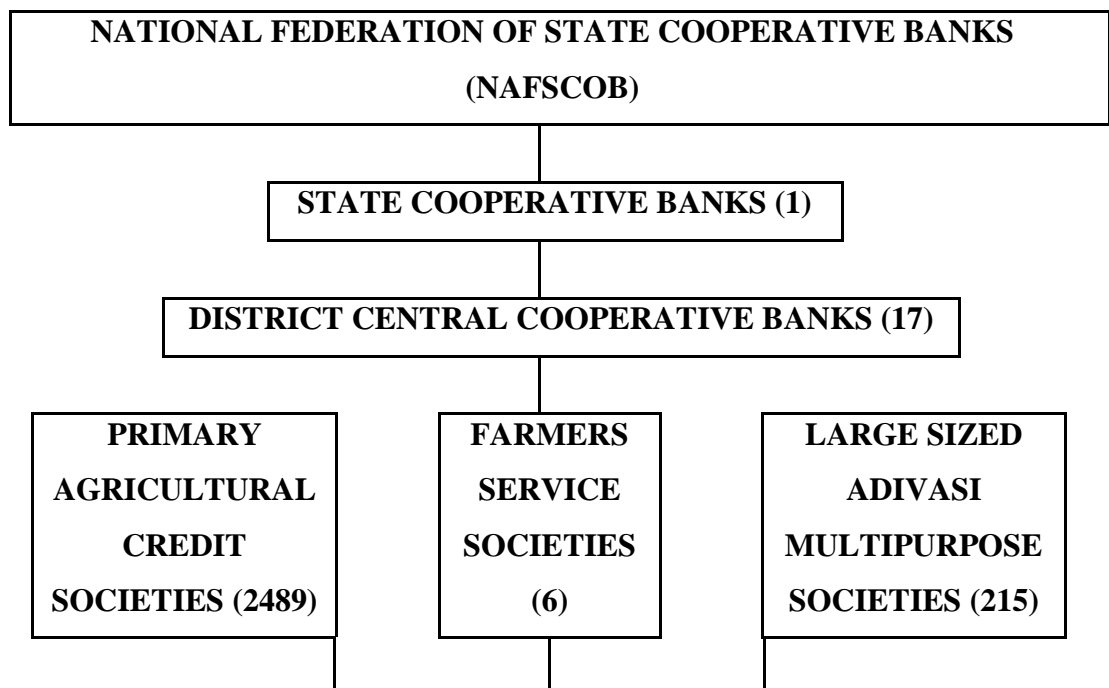 NATIONAL FEDERATION OF STATE COOPERATIVE BANKS
(NAFSCOB)
STATE COOPERATIVE BANKS (1)
DISTRICT CENTRAL COOPERATIVE BANKS (17)
PRIMARY
AGRICULTURAL
CREDIT
SOCIETIES (2489)
FARMERS
SERVICE
SOCIETIES
(6)
LARGE SIZED
ADIVASI
MULTIPURPOSE
SOCIETIES (215)